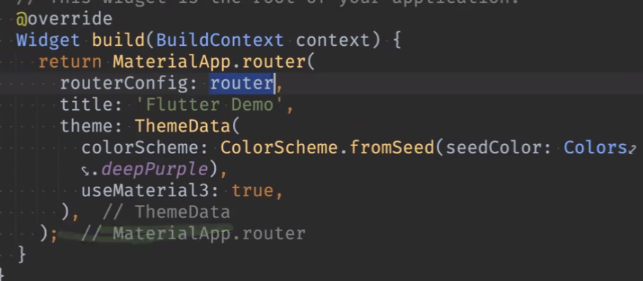 // This widget is the root of your application.
@override
Widget build(BuildContext context) {
return MaterialApp.router(
routerConfig: router,
title: 'Flutter Demo',
theme: ThemeData(
colorScheme: ColorScheme.fromSeed(seedColor: Colors
.deepPurple),
useMaterial3: true,
), // ThemeData
); // MaterialApp.router
}
}